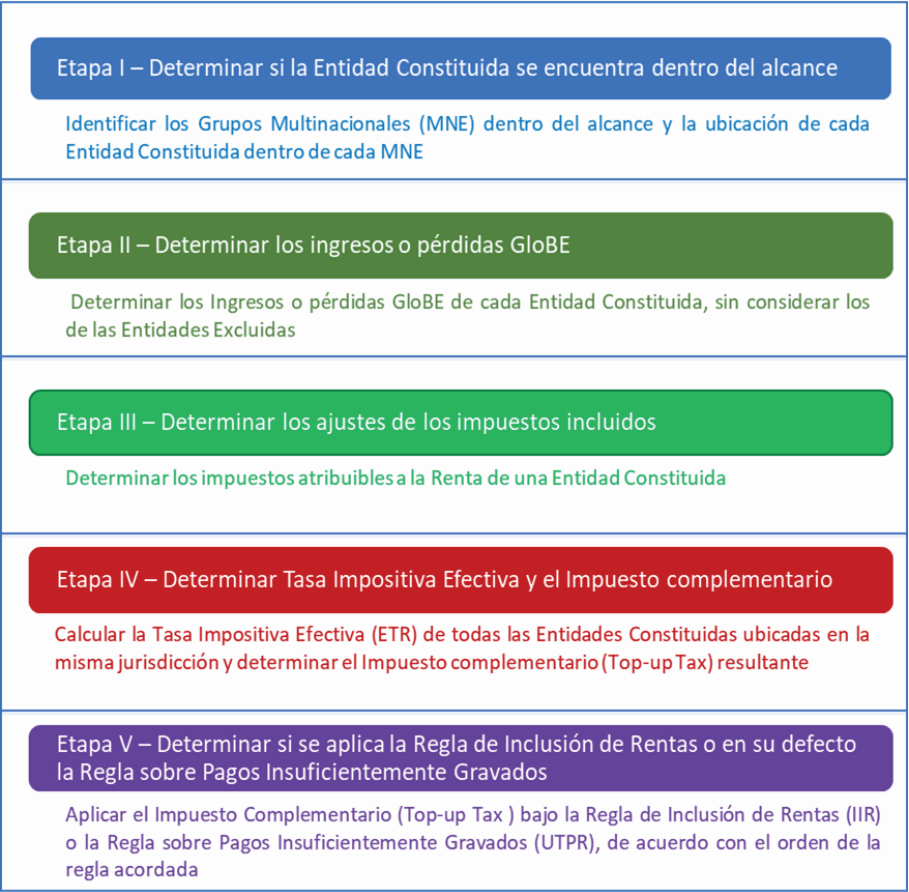 Etapa I – Determinar si la Entidad Constituida se encuentra dentro del alcance
Identificar los Grupos Multinacionales (MNE) dentro del alcance y la ubicación de cada
Entidad Constituida dentro de cada MNE
Etapa II – Determinar los ingresos o pérdidas GloBE
Determinar los Ingresos o pérdidas GloBE de cada Entidad Constituida, sin considerar los
de las Entidades Excluidas
Etapa III – Determinar los ajustes de los impuestos incluidos
Determinar los impuestos atribuibles a la Renta de una Entidad Constituida
Etapa IV – Determinar Tasa Impositiva Efectiva y el Impuesto complementario
Calcular la Tasa Impositiva Efectiva (ETR) de todas las Entidades Constituidas ubicadas en la
misma jurisdicción y determinar el Impuesto complementario (Top-up Tax) resultante
Etapa V – Determinar si se aplica la Regla de Inclusión de Rentas o en su defecto
la Regla sobre Pagos Insuficientemente Gravados
Aplicar el Impuesto Complementario (Top-up Tax ) bajo la Regla de Inclusión de Rentas (IIR)
o la Regla sobre Pagos Insuficientemente Gravados (UTPR), de acuerdo con el orden de la
regla acordada